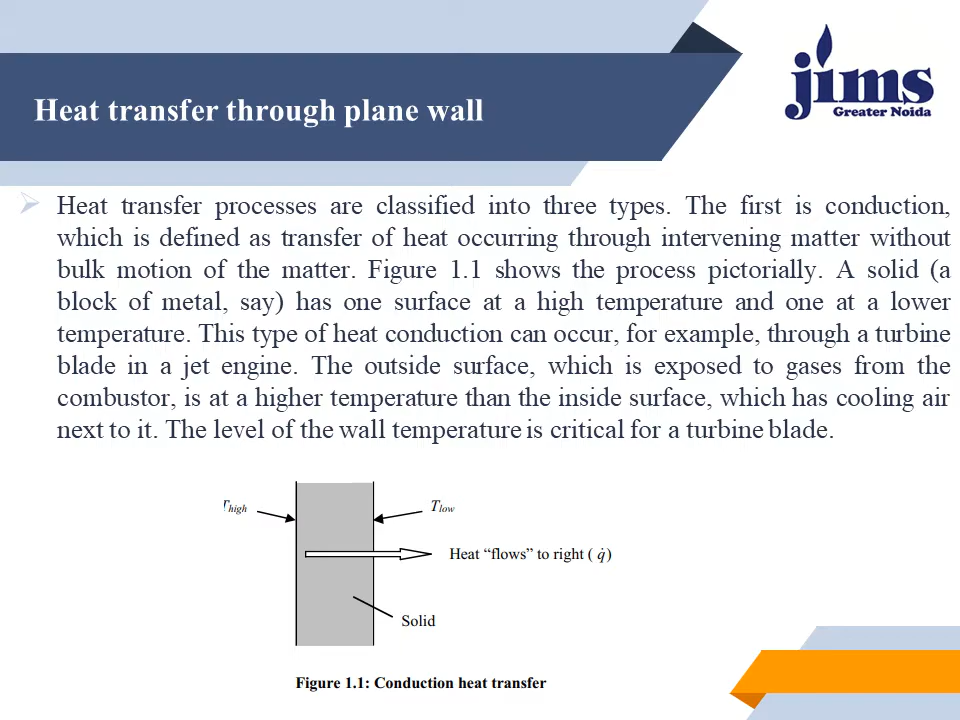 jims
Greater Noida
Heat transfer through plane wall
Heat transfer processes are classified into three types. The first is conduction,
which is defined as transfer of heat occurring through intervening matter without
bulk motion of the matter. Figure 1.1 shows the process pictorially. A solid (a
block of metal, say) has one surface at a high temperature and one at a lower
temperature. This type of heat conduction can occur, for example, through a turbine
blade in a jet engine. The outside surface, which is exposed to gases from the
combustor, is at a higher temperature than the inside surface, which has cooling air
next to it. The level of the wall temperature is critical for a turbine blade.
Thigh
Tlow
Heat “flows” to right ( q̇ )
Solid
Figure 1.1: Conduction heat transfer